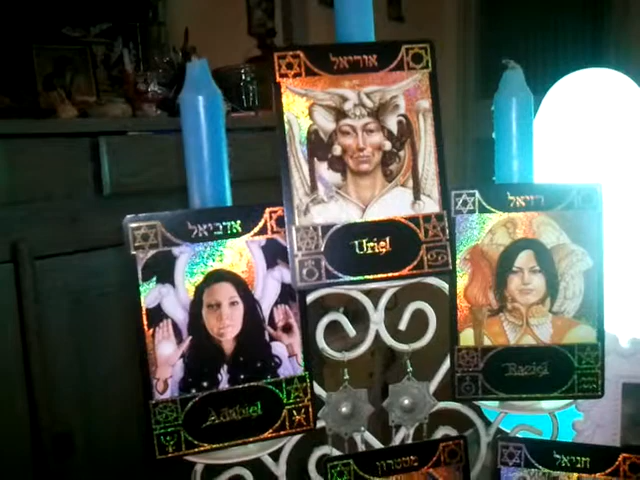 אוריאל
Uriel
אדביאל
Adabiel
רזיאל
Raziel
מטטרון
חניאל